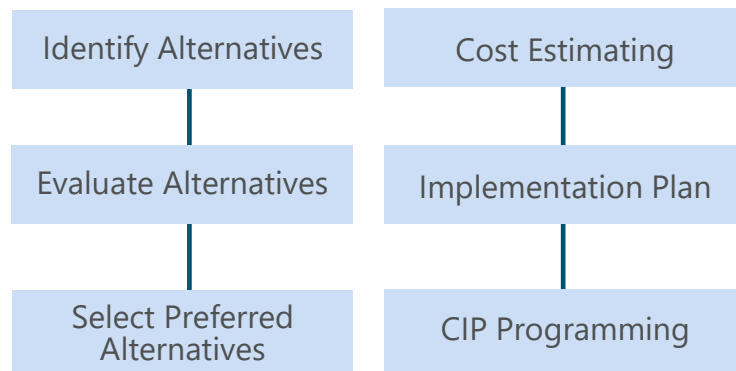 Identify Alternatives
Evaluate Alternatives
Select Preferred
Alternatives
Cost Estimating
Implementation Plan
CIP Programming